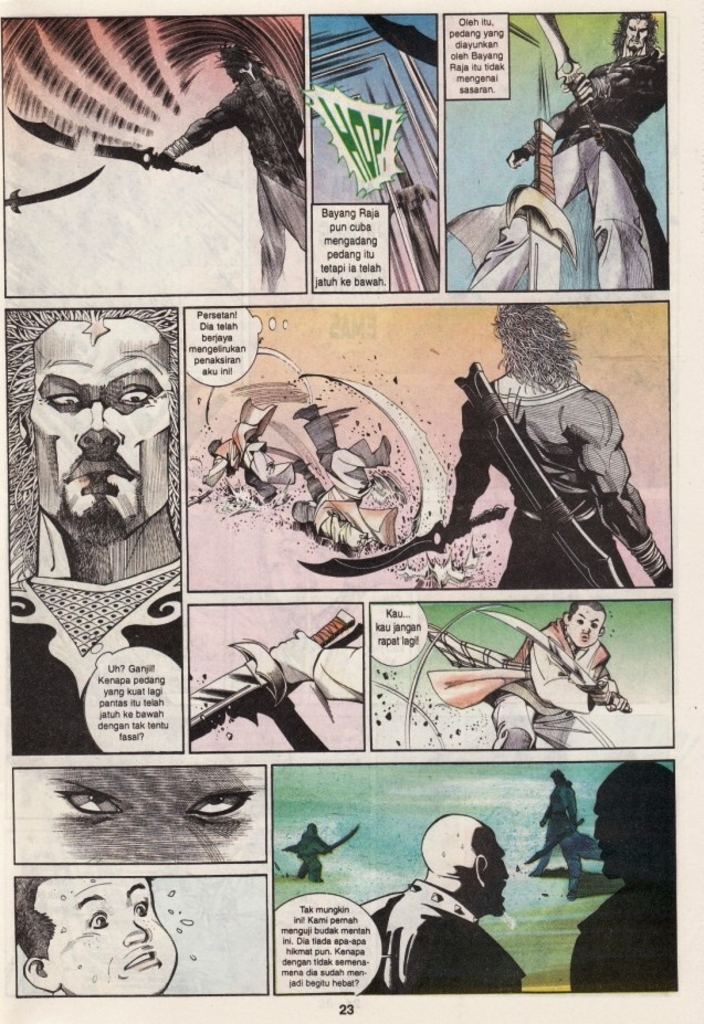 HOP!
Bayang Raja
pun cuba
mengadang
pedang itu
tetapi ia telah
jatuh ke bawah.
Oleh itu,
pedang yang
diayunkan
oleh Bayang
Raja itu tidak
mengenai
sasaran.
Uh? Ganjil!
Kenapa pedang
yang kuat lagi
pantas itu telah
jatuh ke bawah
dengan tak tentu
fasal?
Persetan!
Dia telah
berjaya
mengelirukan
penaksiran
aku ini!
Kau...
kau jangan
rapat lagi!
Tak mungkin
ini! Kami pernah
menguji budak mentah
ini. Dia tiada apa-apa
hikmat pun. Kenapa
dengan tidak semena-
mena dia sudah men-
jadi begitu hebat?
23